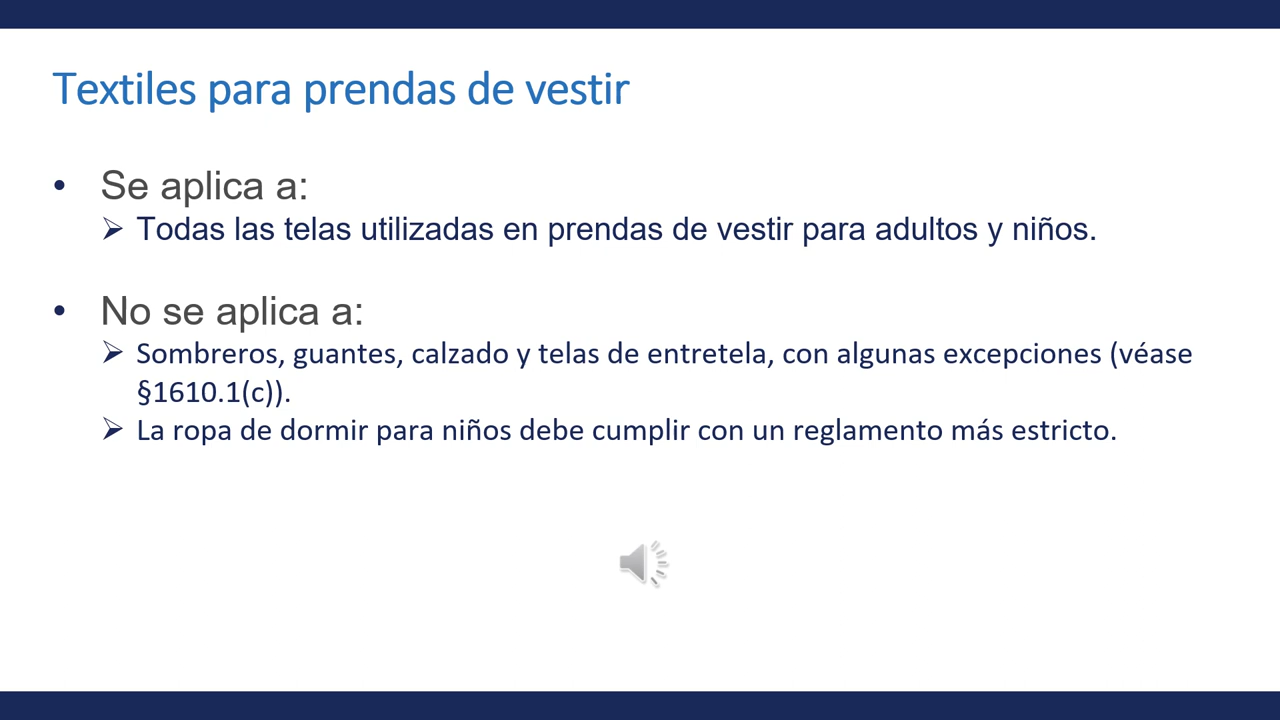 Textiles para prendas de vestir
• Se aplica a:
➢ Todas las telas utilizadas en prendas de vestir para adultos y niños.
• No se aplica a:
➢ Sombreros, guantes, calzado y telas de entretela, con algunas excepciones (véase
§1610.1(c)).
➢ La ropa de dormir para niños debe cumplir con un reglamento más estricto.